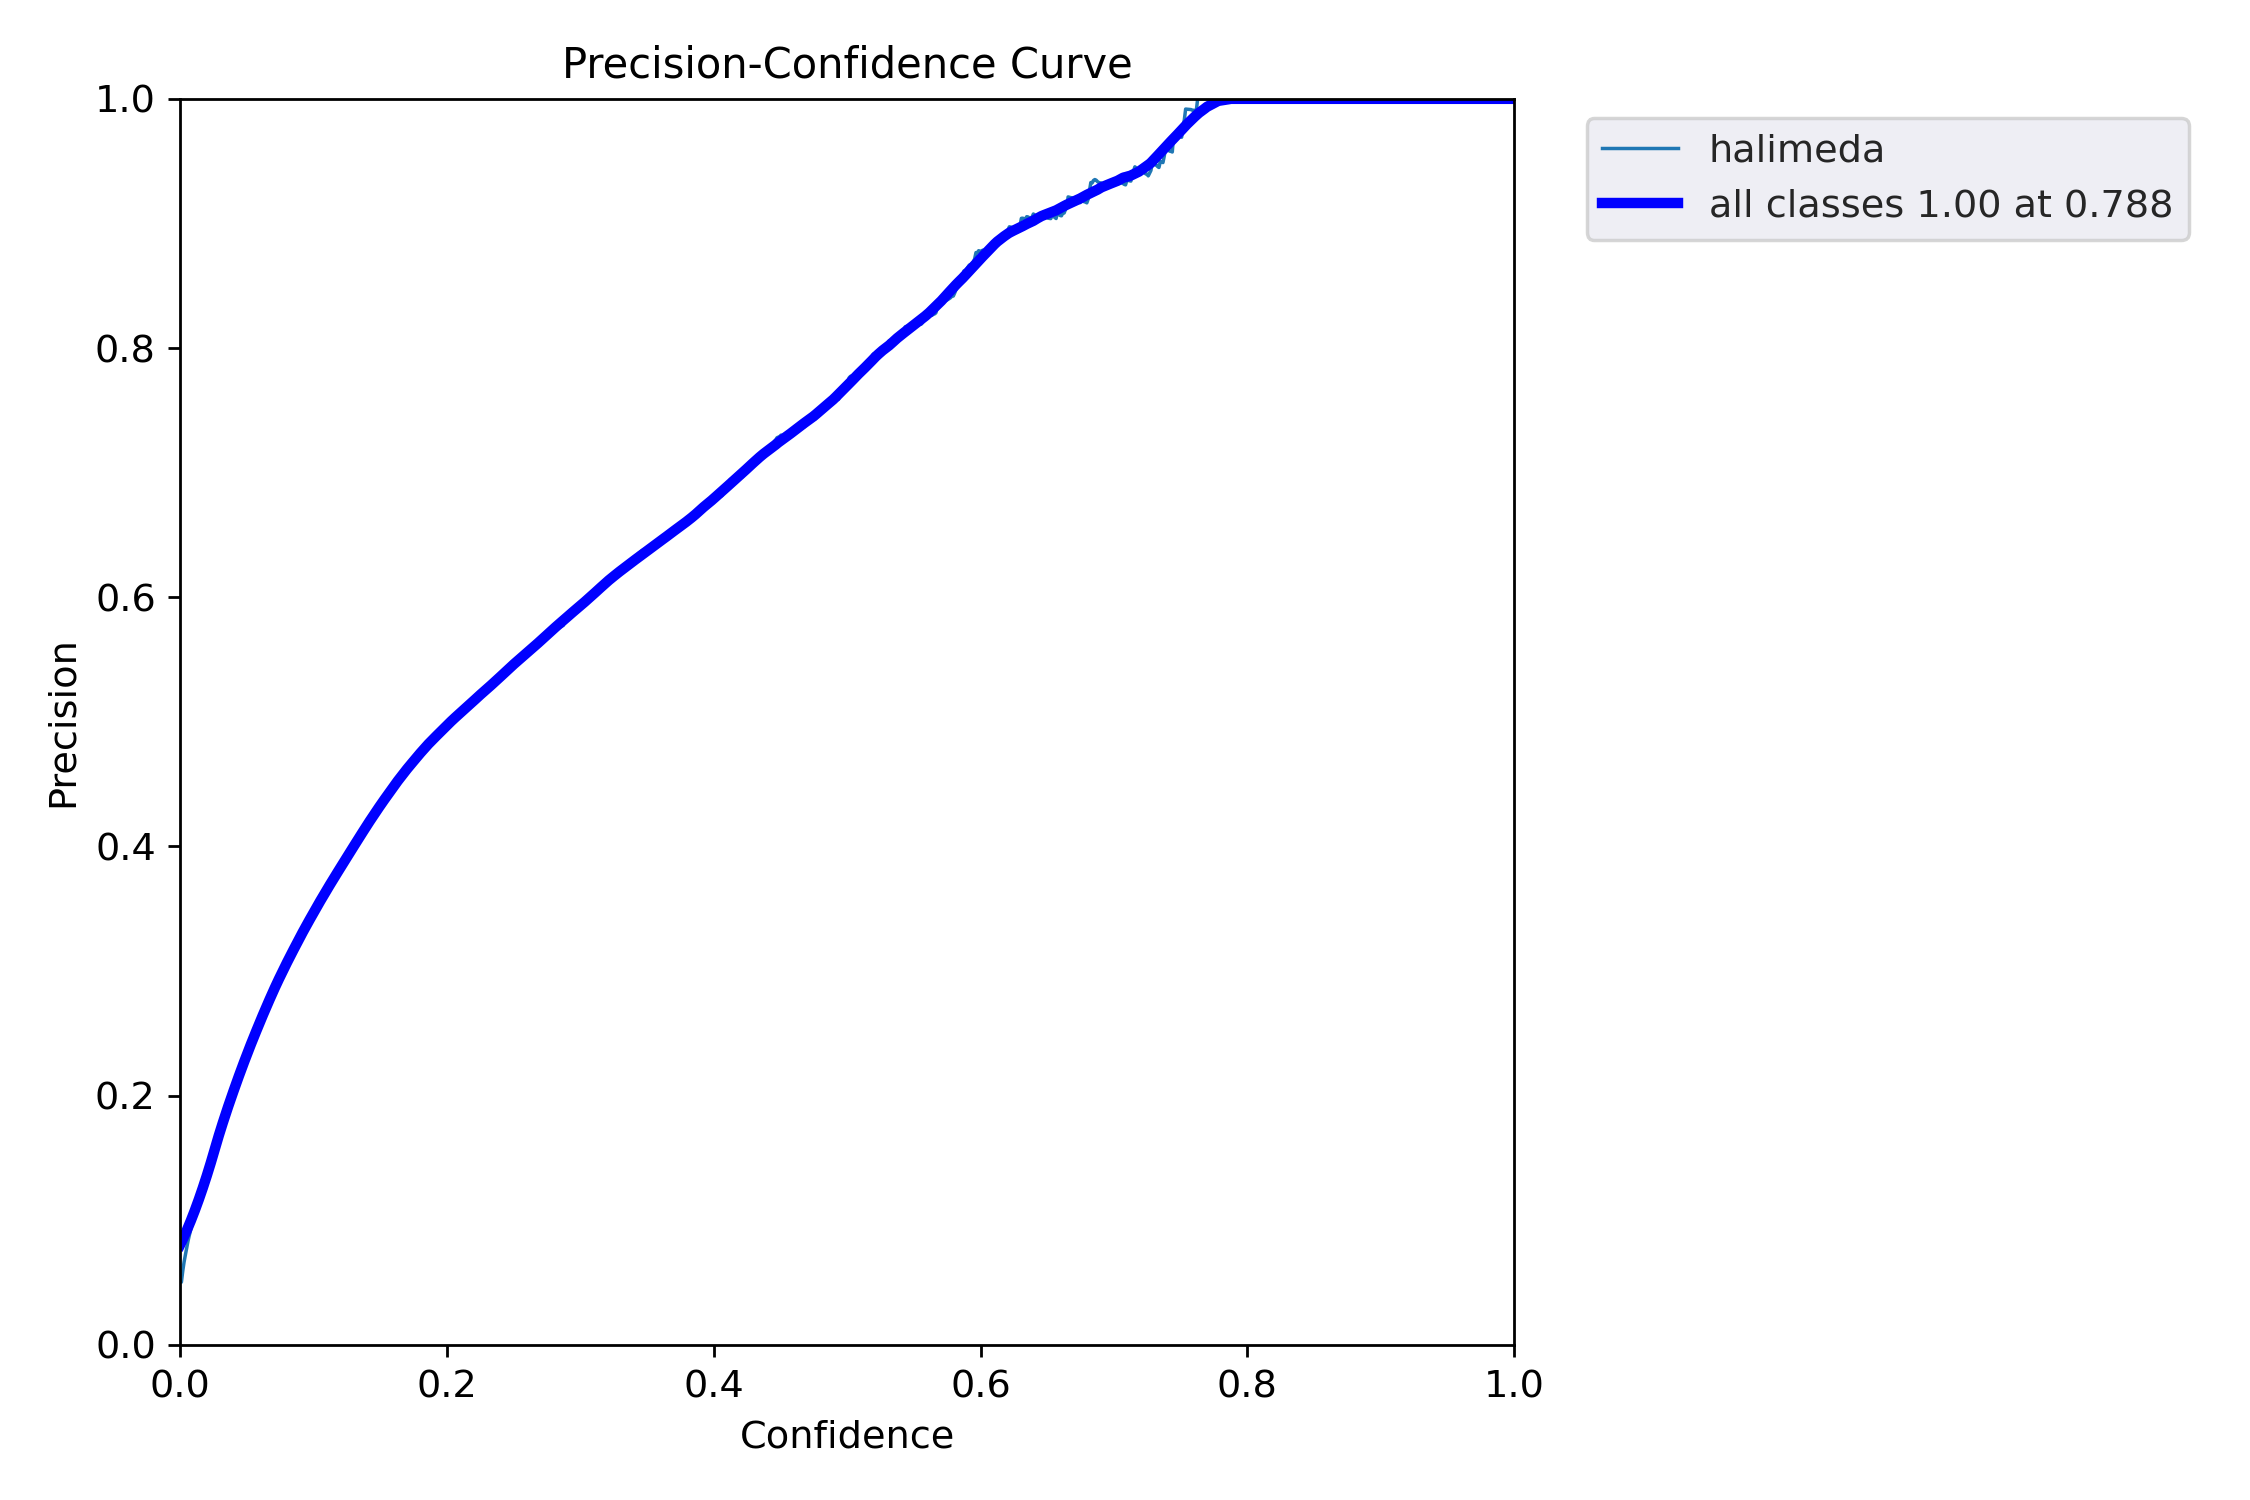 Precision-Confidence Curve
1.0
0.8
0.6
0.4
0.2
0.0
Precision
0.0 0.2 0.4 0.6 0.8 1.0
Confidence
halimeda
all classes 1.00 at 0.788